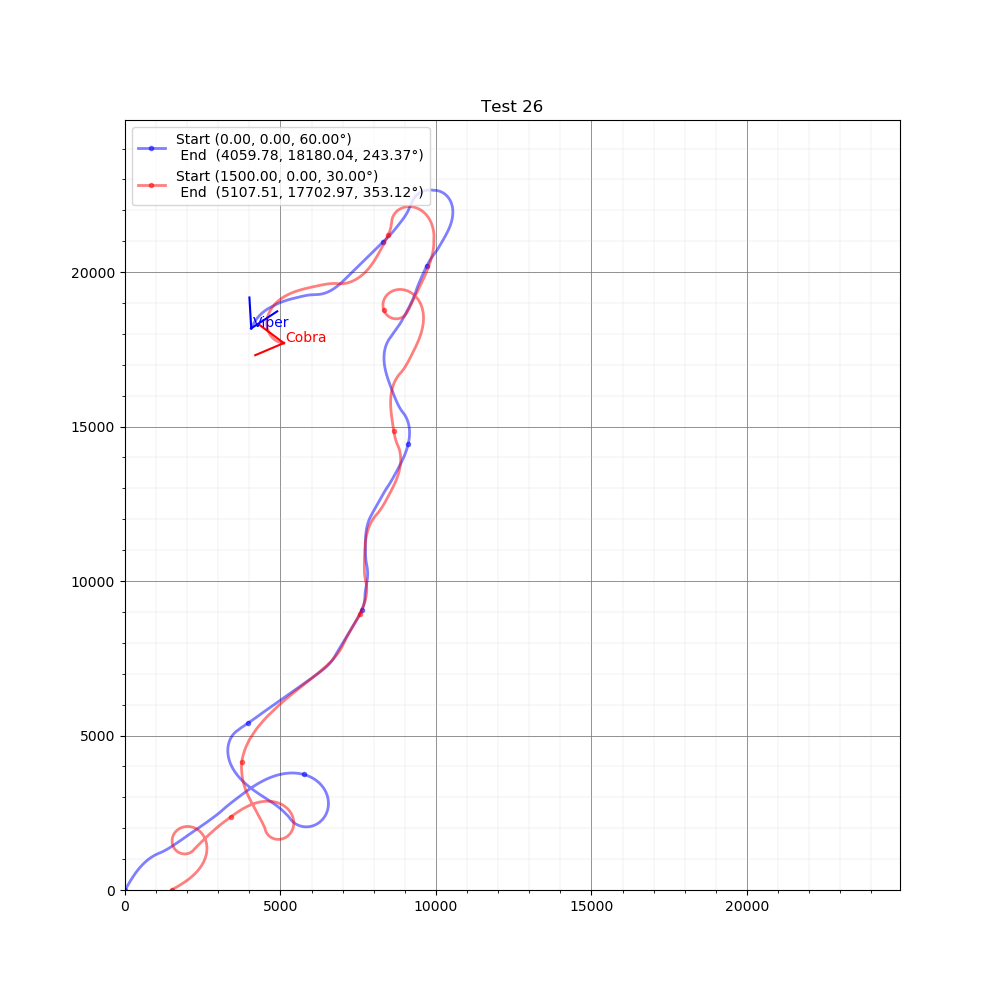 Test 26
Start (0.00, 0.00, 60.00°)
End (4059.78, 18180.04, 243.37°)
Start (1500.00, 0.00, 30.00°)
End (5107.51, 17702.97, 353.12°)
20000
Viper
Cobra
15000
10000
5000
0
0 5000 10000 15000 20000